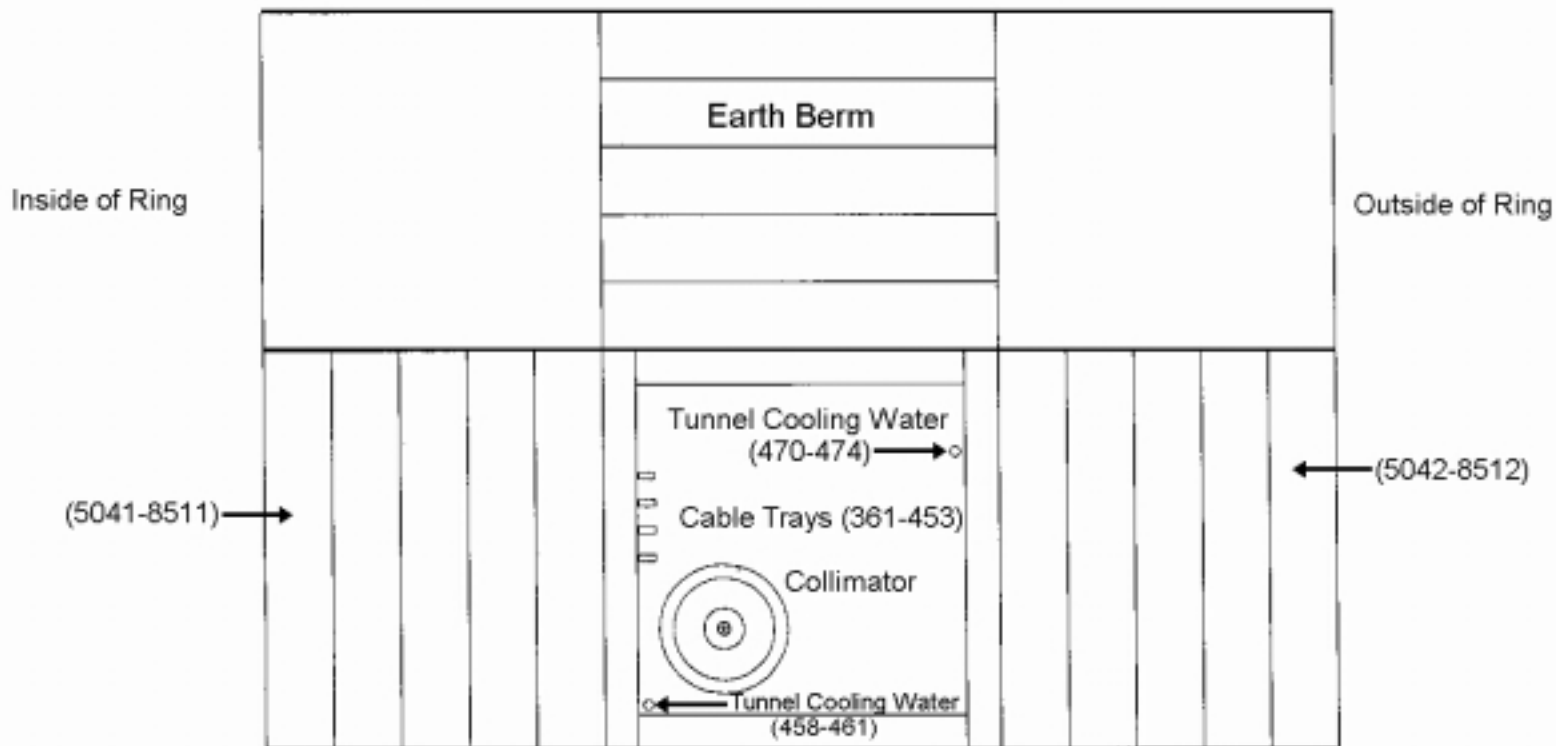 Earth Berm
Inside of Ring
Outside of Ring
Tunnel Cooling Water
(470-474)
(5042-8512)
(5041-8511)
Cable Trays (361-453)
Collimator
Tunnel Cooling Water
(458-461)